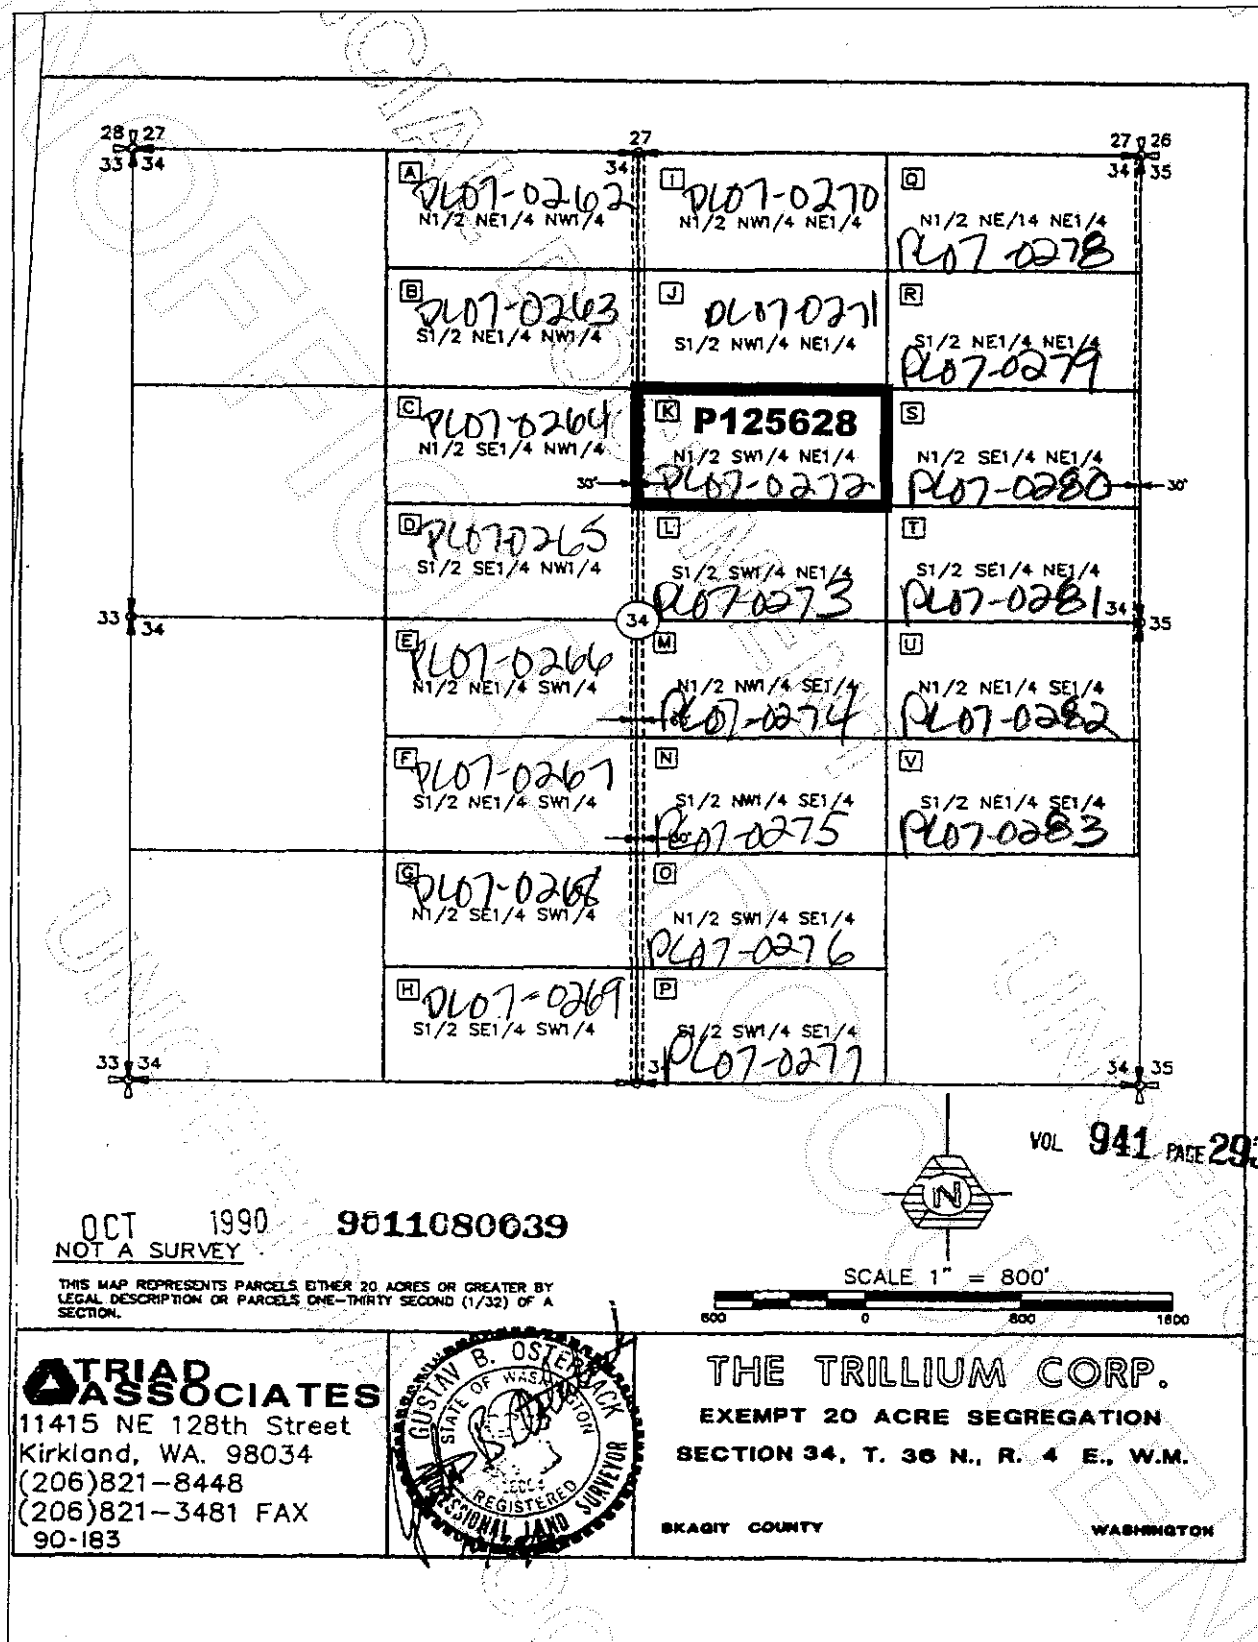 28 27
33 34
27
34
27 26
34 35
A PL07-0262
N1/2 NE1/4 NW1/4
I PL07-0270
N1/2 NW1/4 NE1/4
Q
N1/2 NE/14 NE1/4
PL07-0278
B PL07-0263
S1/2 NE1/4 NW1/4
J PL07-0271
S1/2 NW1/4 NE1/4
R
S1/2 NE1/4 NE1/4
PL07-0279
C PL07-0264
N1/2 SE1/4 NW1/4
30'
K P125628
N1/2 SW1/4 NE1/4
PL07-0272
S
N1/2 SE1/4 NE1/4
PL07-0280
30'
D PL07-0265
S1/2 SE1/4 NW1/4
L
S1/2 SW1/4 NE1/4
PL07-0273
T
S1/2 SE1/4 NE1/4
PL07-0281
33 34
34
34 35
E PL07-0266
N1/2 NE1/4 SW1/4
M
N1/2 NW1/4 SE1/4
PL07-0274
U
N1/2 NE1/4 SE1/4
PL07-0282
F PL07-0267
S1/2 NE1/4 SW1/4
N
S1/2 NW1/4 SE1/4
PL07-0275
V
S1/2 NE1/4 SE1/4
PL07-0283
G PL07-0268
N1/2 SE1/4 SW1/4
O
N1/2 SW1/4 SE1/4
PL07-0276
H PL07-0269
S1/2 SE1/4 SW1/4
P
S1/2 SW1/4 SE1/4
PL07-0277
33 34
34 35
VOL 941 PAGE 293
N
OCT 1990 9011080039
NOT A SURVEY
THIS MAP REPRESENTS PARCELS EITHER 20 ACRES OR GREATER BY
LEGAL DESCRIPTION OR PARCELS ONE-THIRTY SECOND (1/32) OF A
SECTION.
SCALE 1" = 800'
800 0 800 1600
TRIAD
ASSOCIATES
11415 NE 128th Street
Kirkland, WA. 98034
(206)821-8448
(206)821-3481 FAX
90-183
GUSTAV B. OSTERBACK
STATE OF WASHINGTON
REGISTERED
PROFESSIONAL LAND SURVEYOR
THE TRILLIUM CORP.
EXEMPT 20 ACRE SEGREGATION
SECTION 34, T. 36 N., R. 4 E., W.M.
SKAGIT COUNTY WASHINGTON
UNOFFICIAL DOCUMENT